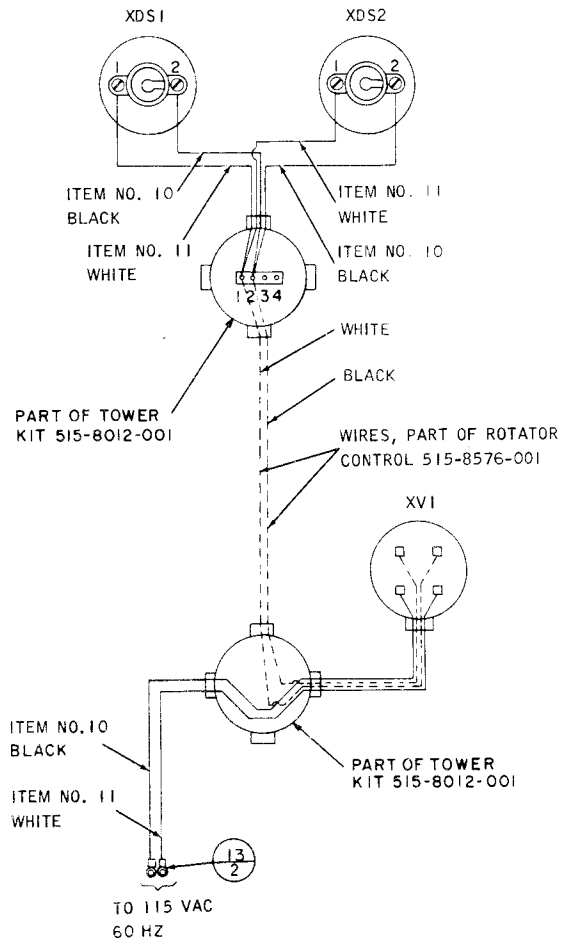 XDS1
XDS2
1 2
1 2
ITEM NO. 10
BLACK
ITEM NO. 11
WHITE
ITEM NO. 11
WHITE
ITEM NO. 10
BLACK
1 2 3 4
WHITE
BLACK
PART OF TOWER
KIT 515-8012-001
WIRES, PART OF ROTATOR
CONTROL 515-8576-001
XV1
ITEM NO. 10
BLACK
PART OF TOWER
KIT 515-8012-001
ITEM NO. 11
WHITE
13
2
TO 115 VAC
60 HZ